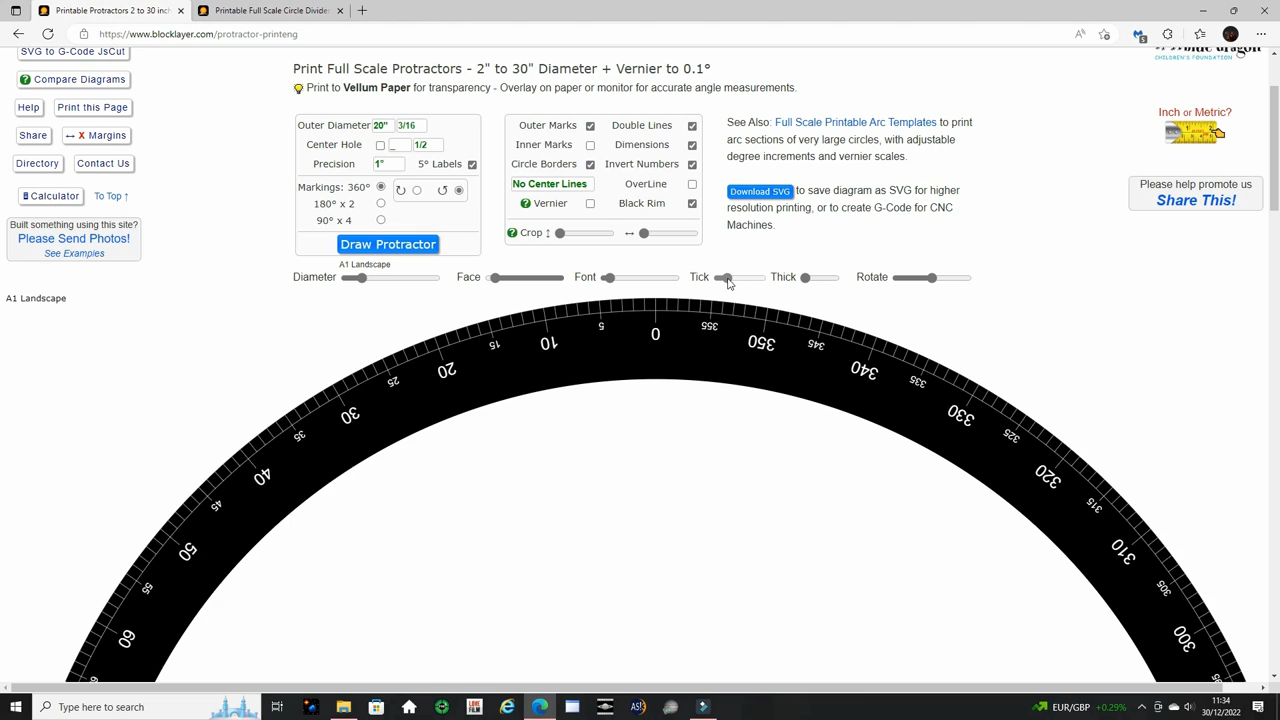 Printable Protractors 2 to 30 inch
Printable Full Scale Circle Divider
https://www.blocklayer.com/protractor-printeng
SVG to G-Code JsCut
Compare Diagrams
Help
Print this Page
Share
↔ X Margins
Directory
Contact Us
Calculator
To Top ↑
Built something using this site?
Please Send Photos!
See Examples
A1 Landscape
Print Full Scale Protractors - 2" to 30" Diameter + Vernier to 0.1°
Print to Vellum Paper for transparency - Overlay on paper or monitor for accurate angle measurements.
Outer Diameter 20" 3/16
Center Hole _ 1/2
Precision 1° 5° Labels
Markings: 360° ↻ ↺
180° x 2
90° x 4
Draw Protractor
A1 Landscape
Outer Marks Double Lines
Inner Marks Dimensions
Circle Borders Invert Numbers
No Center Lines OverLine
Vernier Black Rim
Crop ↕ ↔
See Also: Full Scale Printable Arc Templates to print
arc sections of very large circles, with adjustable
degree increments and vernier scales.
Download SVG to save diagram as SVG for higher
resolution printing, or to create G-Code for CNC
Machines.
blue dragon
CHILDREN'S FOUNDATION
Inch or Metric?
Please help promote us
Share This!
Diameter Face Font Tick Thick Rotate
60 55 50 45 40 35 30 25 20 15 10 5 0 355 350 345 340 335 330 325 320 315 310 305 300
Type here to search
EUR/GBP +0.29%
11:34
30/12/2022